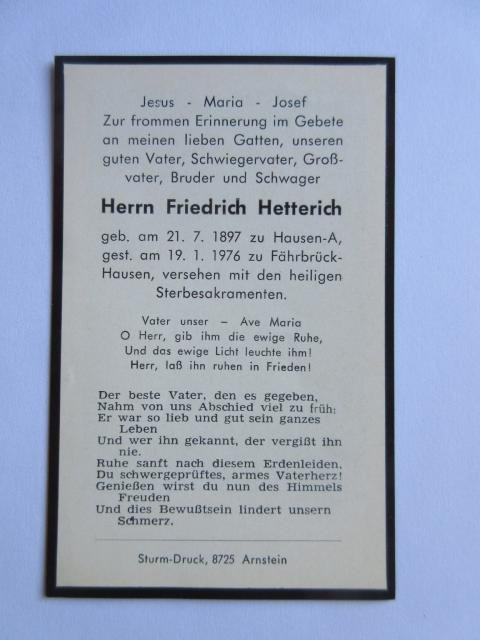 Jesus - Maria - Josef
Zur frommen Erinnerung im Gebete
an meinen lieben Gatten, unseren
guten Vater, Schwiegervater, Groß-
vater, Bruder und Schwager
Herrn Friedrich Hetterich
geb. am 21. 7. 1897 zu Hausen-A,
gest. am 19. 1. 1976 zu Fährbrück-
Hausen, versehen mit den heiligen
Sterbesakramenten.
Vater unser – Ave Maria
O Herr, gib ihm die ewige Ruhe,
Und das ewige Licht leuchte ihm!
Herr, laß ihn ruhen in Frieden!
Der beste Vater, den es gegeben,
Nahm von uns Abschied viel zu früh;
Er war so lieb und gut sein ganzes
Leben
Und wer ihn gekannt, der vergißt ihn
nie.
Ruhe sanft nach diesem Erdenleiden,
Du schwergeprüftes, armes Vaterherz!
Genießen wirst du nun des Himmels
Freuden
Und dies Bewußtsein lindert unsern
Schmerz.
Sturm-Druck, 8725 Arnstein